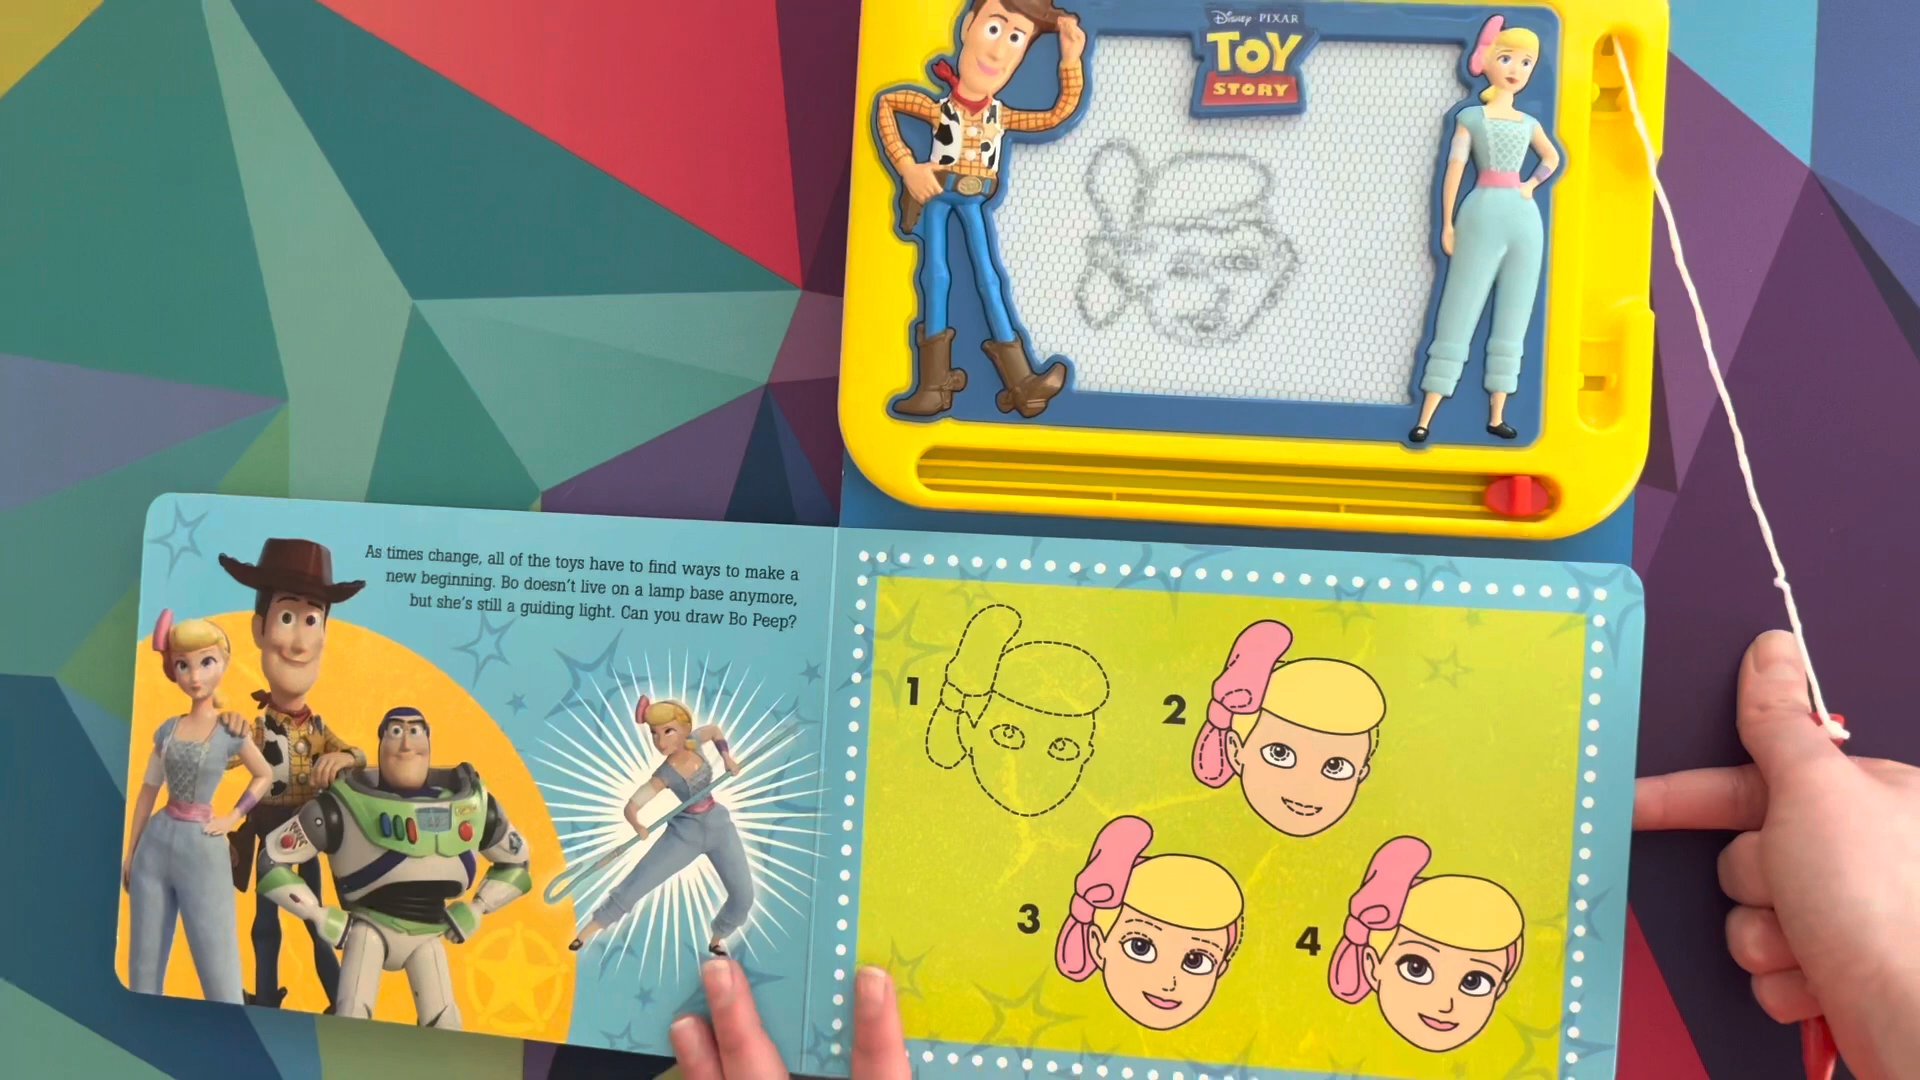 Disney · PIXAR
TOY
STORY
As times change, all of the toys have to find ways to make a
new beginning. Bo doesn't live on a lamp base anymore,
but she's still a guiding light. Can you draw Bo Peep?
1
2
3
4